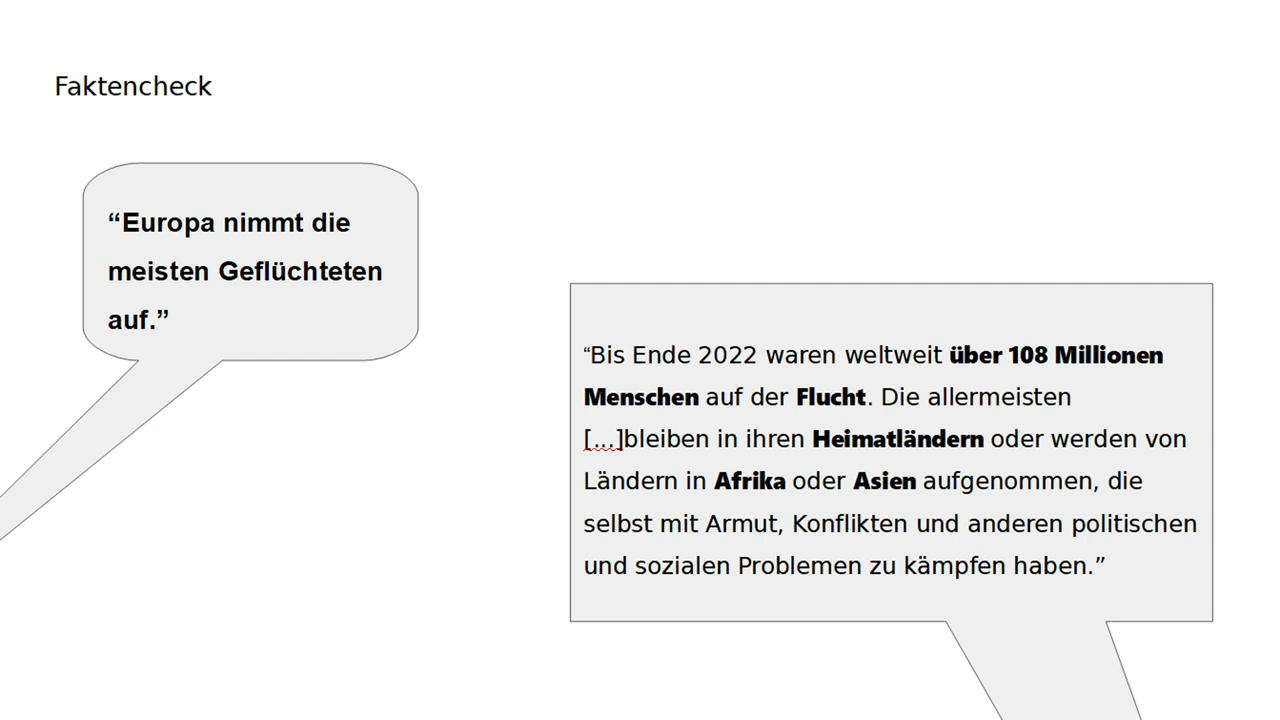 Faktencheck
“Europa nimmt die
meisten Geflüchteten
auf.”
“Bis Ende 2022 waren weltweit über 108 Millionen
Menschen auf der Flucht. Die allermeisten
[...]bleiben in ihren Heimatländern oder werden von
Ländern in Afrika oder Asien aufgenommen, die
selbst mit Armut, Konflikten und anderen politischen
und sozialen Problemen zu kämpfen haben.”